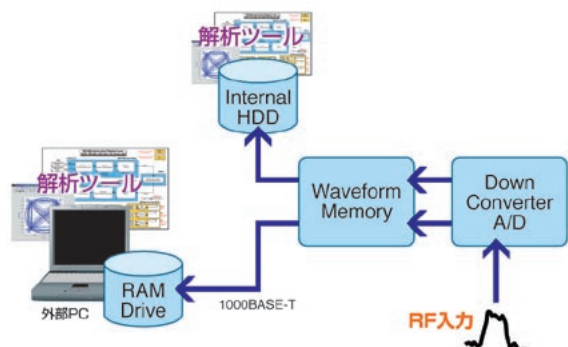 解析ツール
Internal
HDD
解析ツール
Waveform
Memory
Down
Converter
A/D
RAM
Drive
外部PC
1000BASE-T
RF入力